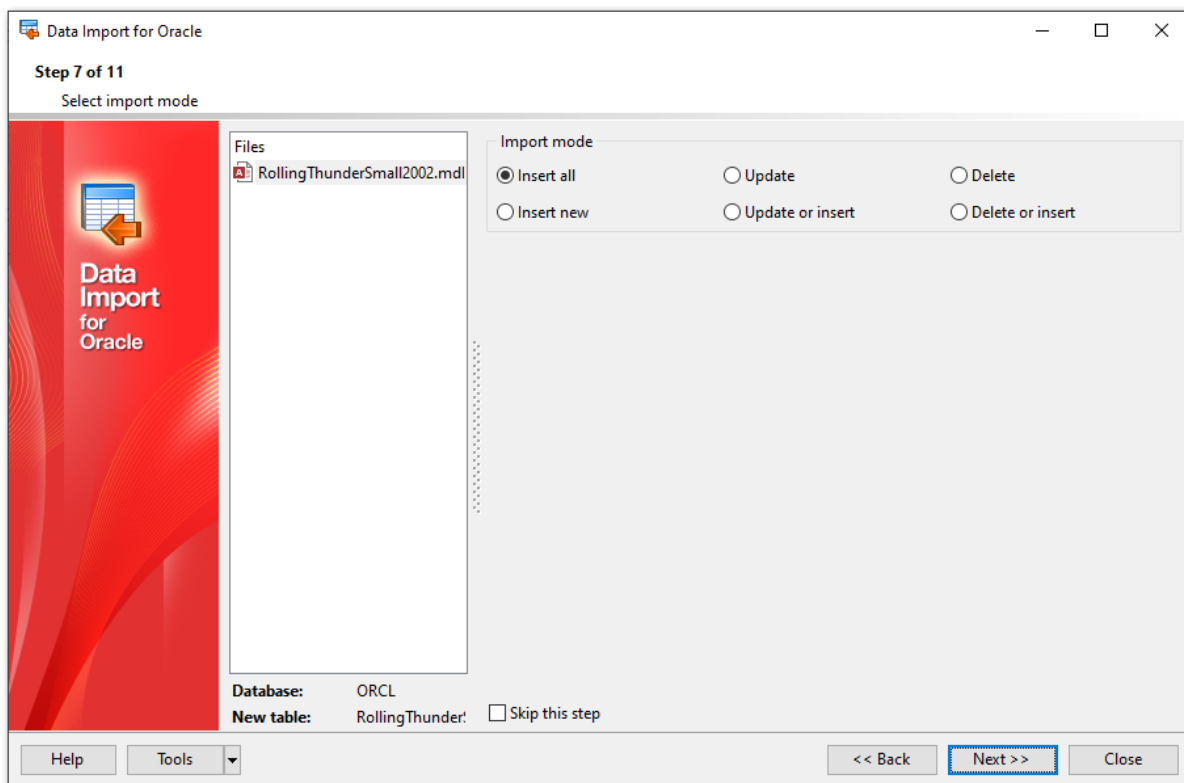 Data Import for Oracle
Step 7 of 11
Select import mode
Data
Import
for
Oracle
Files
RollingThunderSmall2002.md
Import mode
Insert all
Update
Delete
Insert new
Update or insert
Delete or insert
Database: ORCL
New table: RollingThunder
Skip this step
Help
Tools
<< Back
Next >>
Close